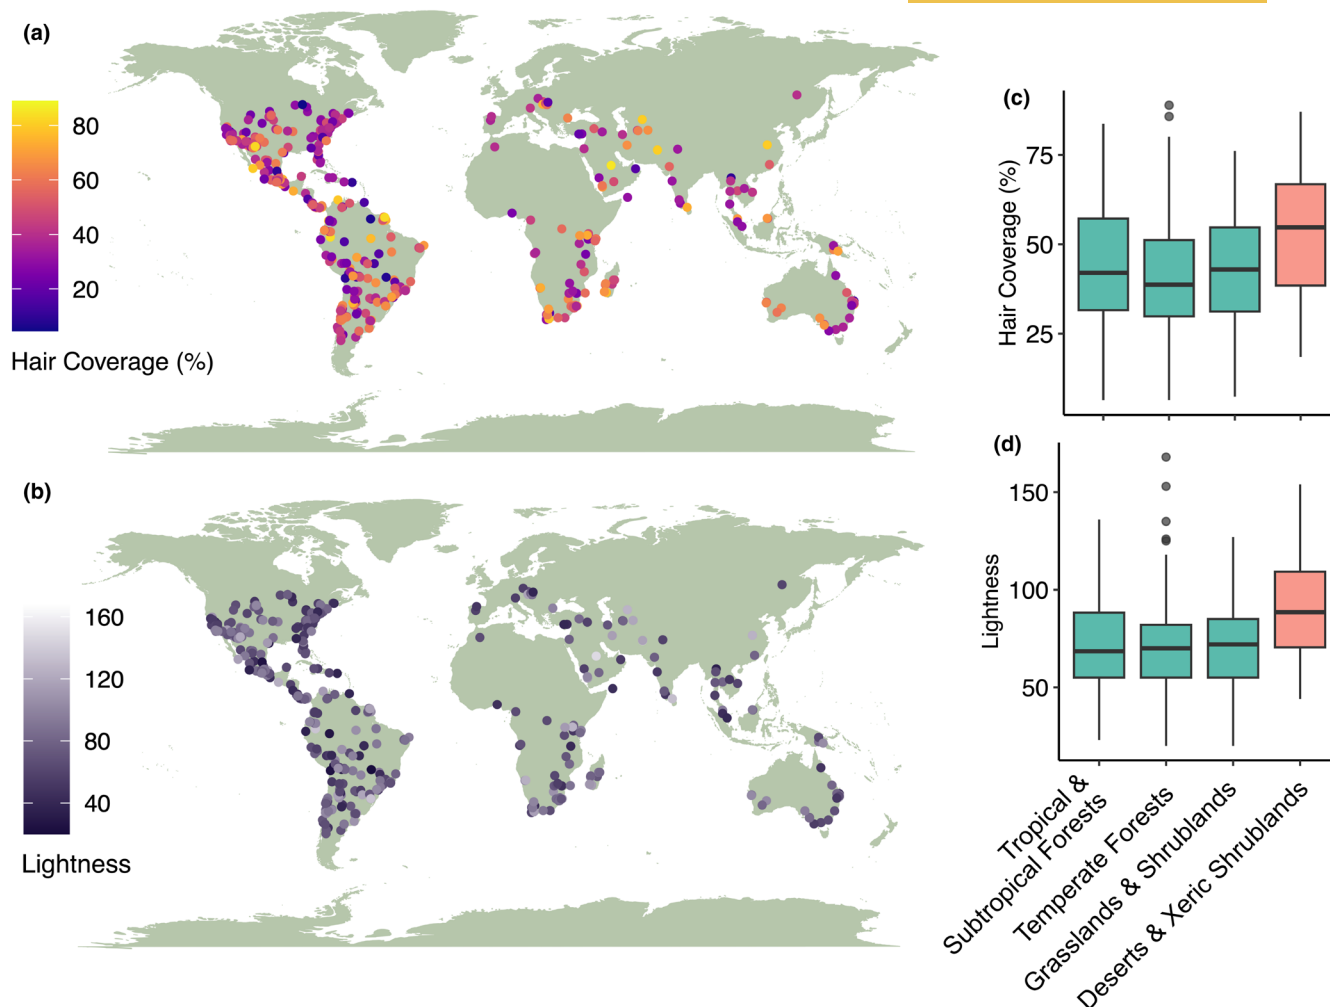 (a)
80
60
40
20
Hair Coverage (%)
(b)
160
120
80
40
Lightness
(c)
75
50
25
Hair Coverage (%)
(d)
150
100
50
Lightness
Tropical &
Subtropical Forests
Temperate Forests
Grasslands & Shrublands
Deserts & Xeric Shrublands